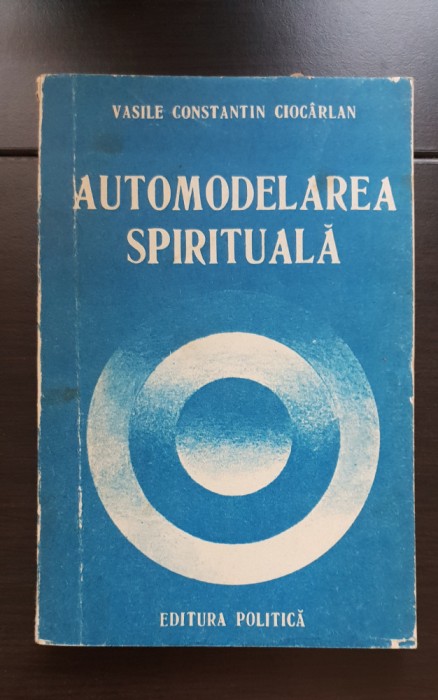 VASILE CONSTANTIN CIOCÂRLAN
AUTOMODELAREA
SPIRITUALĂ
EDITURA POLITICĂ